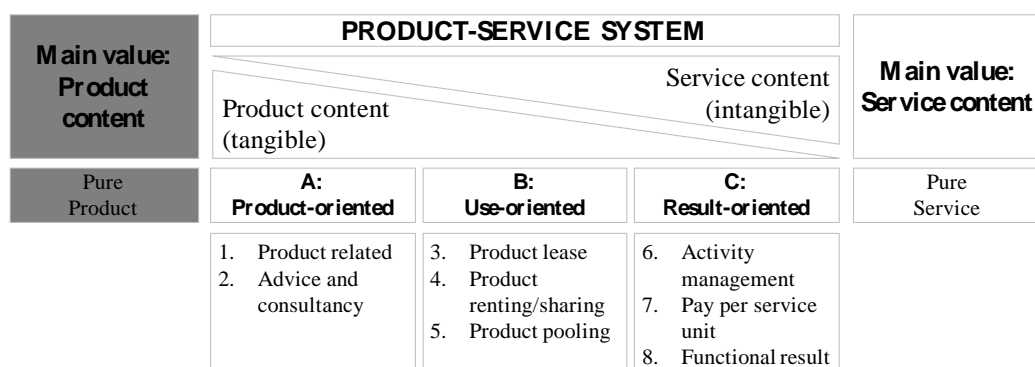 Main value:
Product
content
PRODUCT-SERVICE SYSTEM
Product content
(tangible)
Service content
(intangible)
Main value:
Service content
Pure
Product
A:
Product-oriented
B:
Use-oriented
C:
Result-oriented
Pure
Service
1. Product related
2. Advice and
consultancy
3. Product lease
4. Product
renting/sharing
5. Product pooling
6. Activity
management
7. Pay per service
unit
8. Functional result